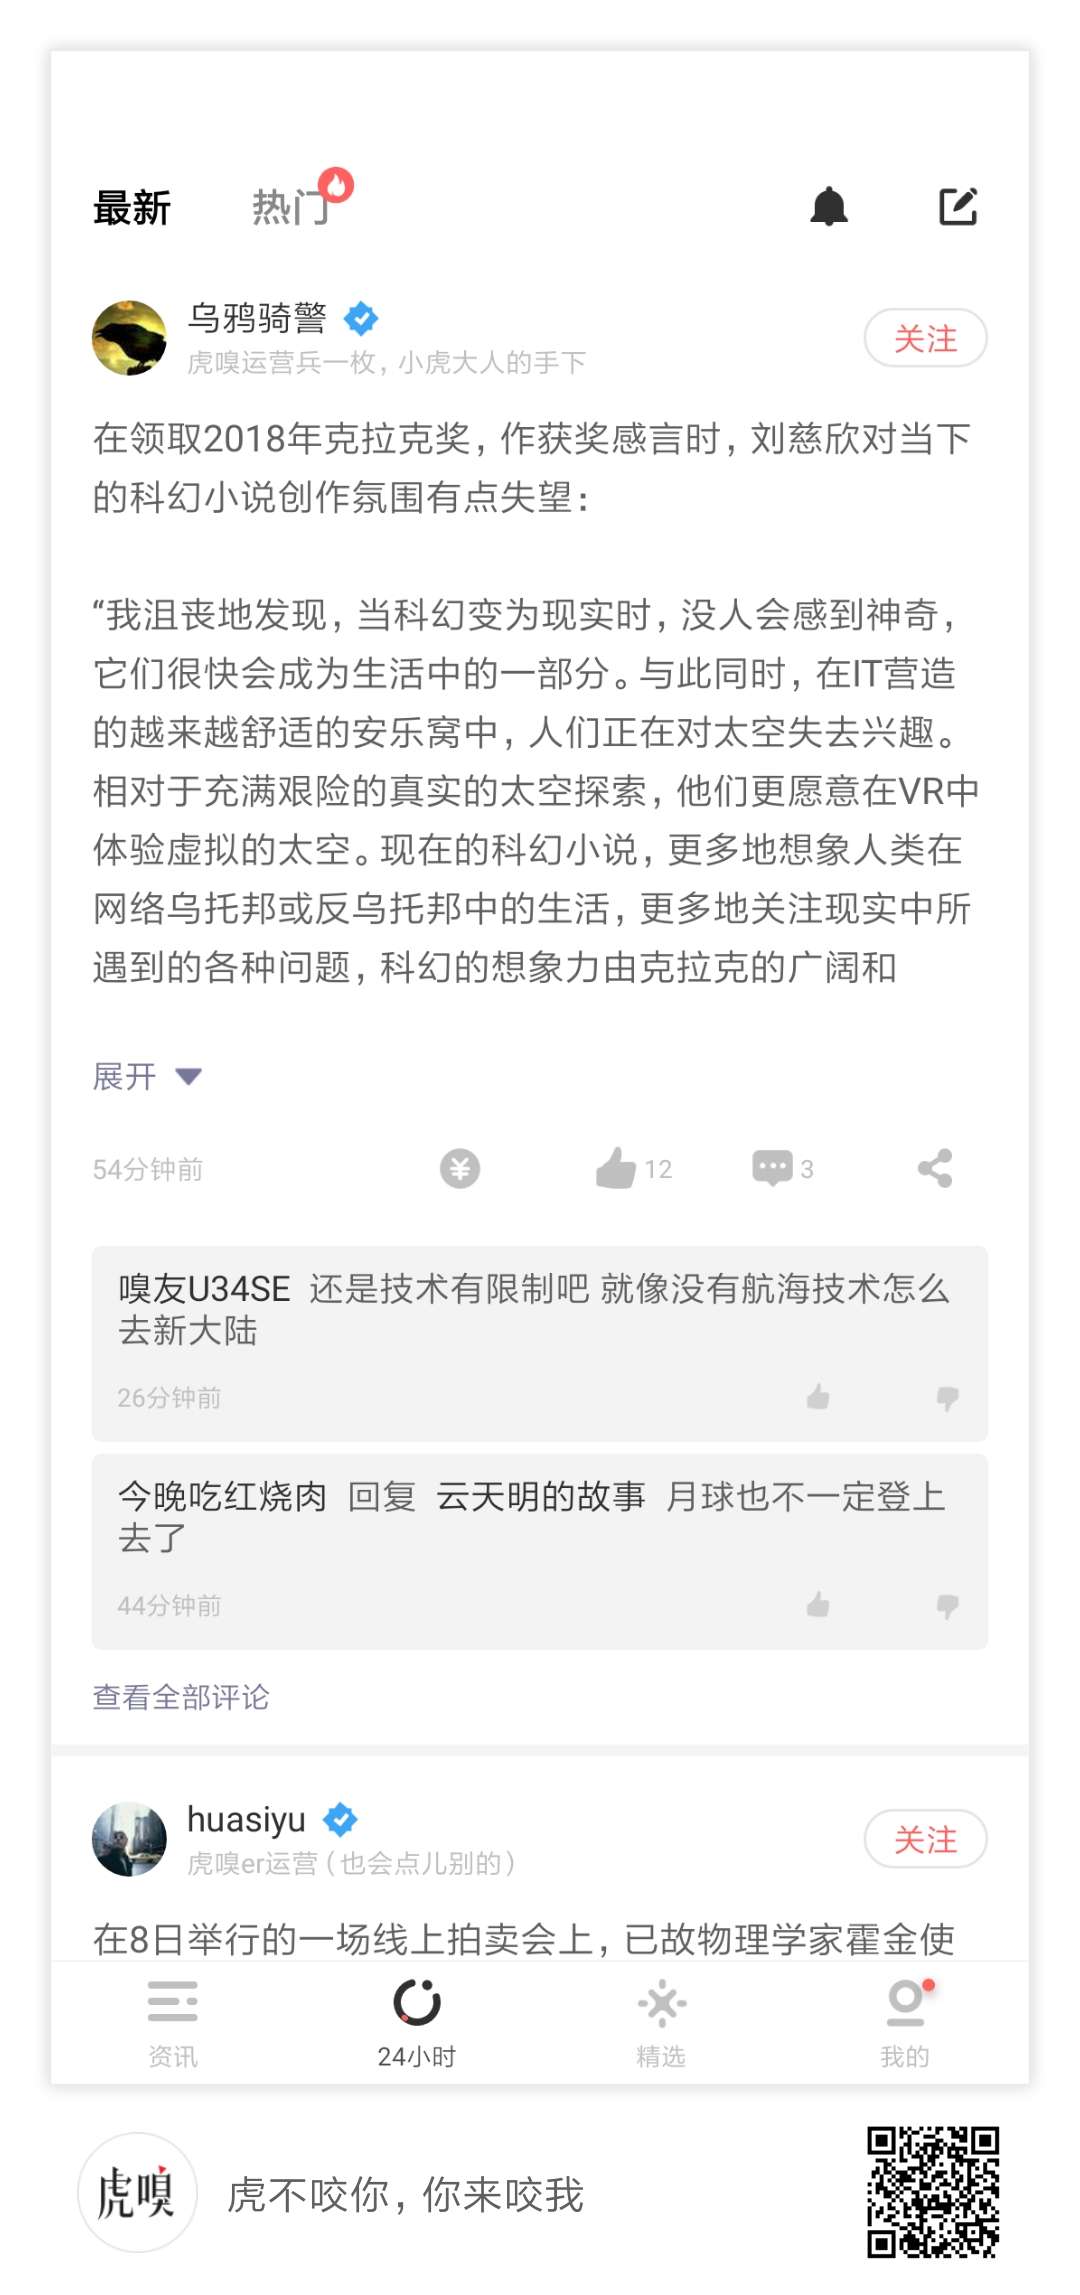 最新 热门
乌鸦骑警
虎嗅运营兵一枚，小虎大人的手下
关注
在领取2018年克拉克奖，作获奖感言时，刘慈欣对当下
的科幻小说创作氛围有点失望：
“我沮丧地发现，当科幻变为现实时，没人会感到神奇，
它们很快会成为生活中的一部分。与此同时，在IT营造
的越来越舒适的安乐窝中，人们正在对太空失去兴趣。
相对于充满艰险的真实的太空探索，他们更愿意在VR中
体验虚拟的太空。现在的科幻小说，更多地想象人类在
网络乌托邦或反乌托邦中的生活，更多地关注现实中所
遇到的各种问题，科幻的想象力由克拉克的广阔和
展开
54分钟前 ¥ 12 3
嗅友U34SE 还是技术有限制吧 就像没有航海技术怎么
去新大陆
26分钟前
今晚吃红烧肉 回复 云天明的故事 月球也不一定登上
去了
44分钟前
查看全部评论
huasiyu
虎嗅er运营（也会点儿别的）
关注
在8日举行的一场线上拍卖会上，已故物理学家霍金使
资讯 24小时 精选 我的
虎嗅 虎不咬你，你来咬我